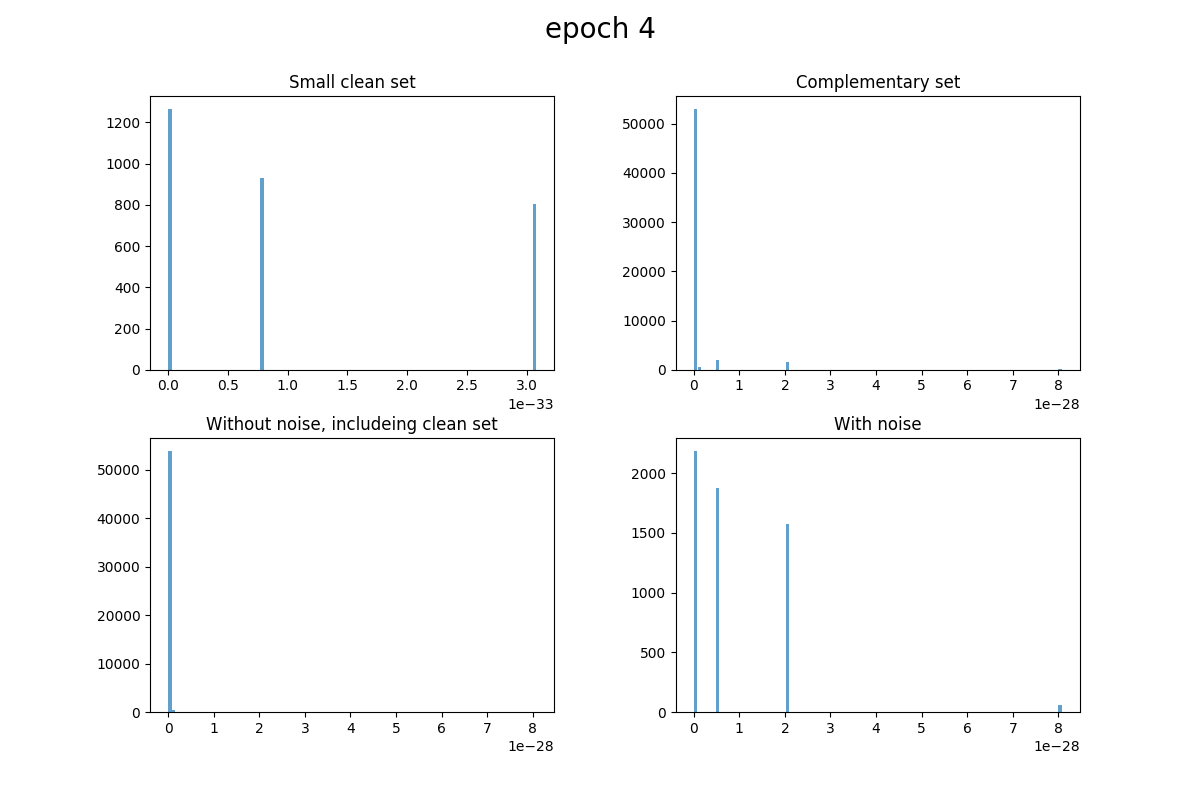 epoch 4
Small clean set
1200
1000
800
600
400
200
0
0.0 0.5 1.0 1.5 2.0 2.5 3.0
1e−33
Complementary set
50000
40000
30000
20000
10000
0
0 1 2 3 4 5 6 7 8
1e−28
Without noise, includeing clean set
50000
40000
30000
20000
10000
0
0 1 2 3 4 5 6 7 8
1e−28
With noise
2000
1500
1000
500
0
0 1 2 3 4 5 6 7 8
1e−28